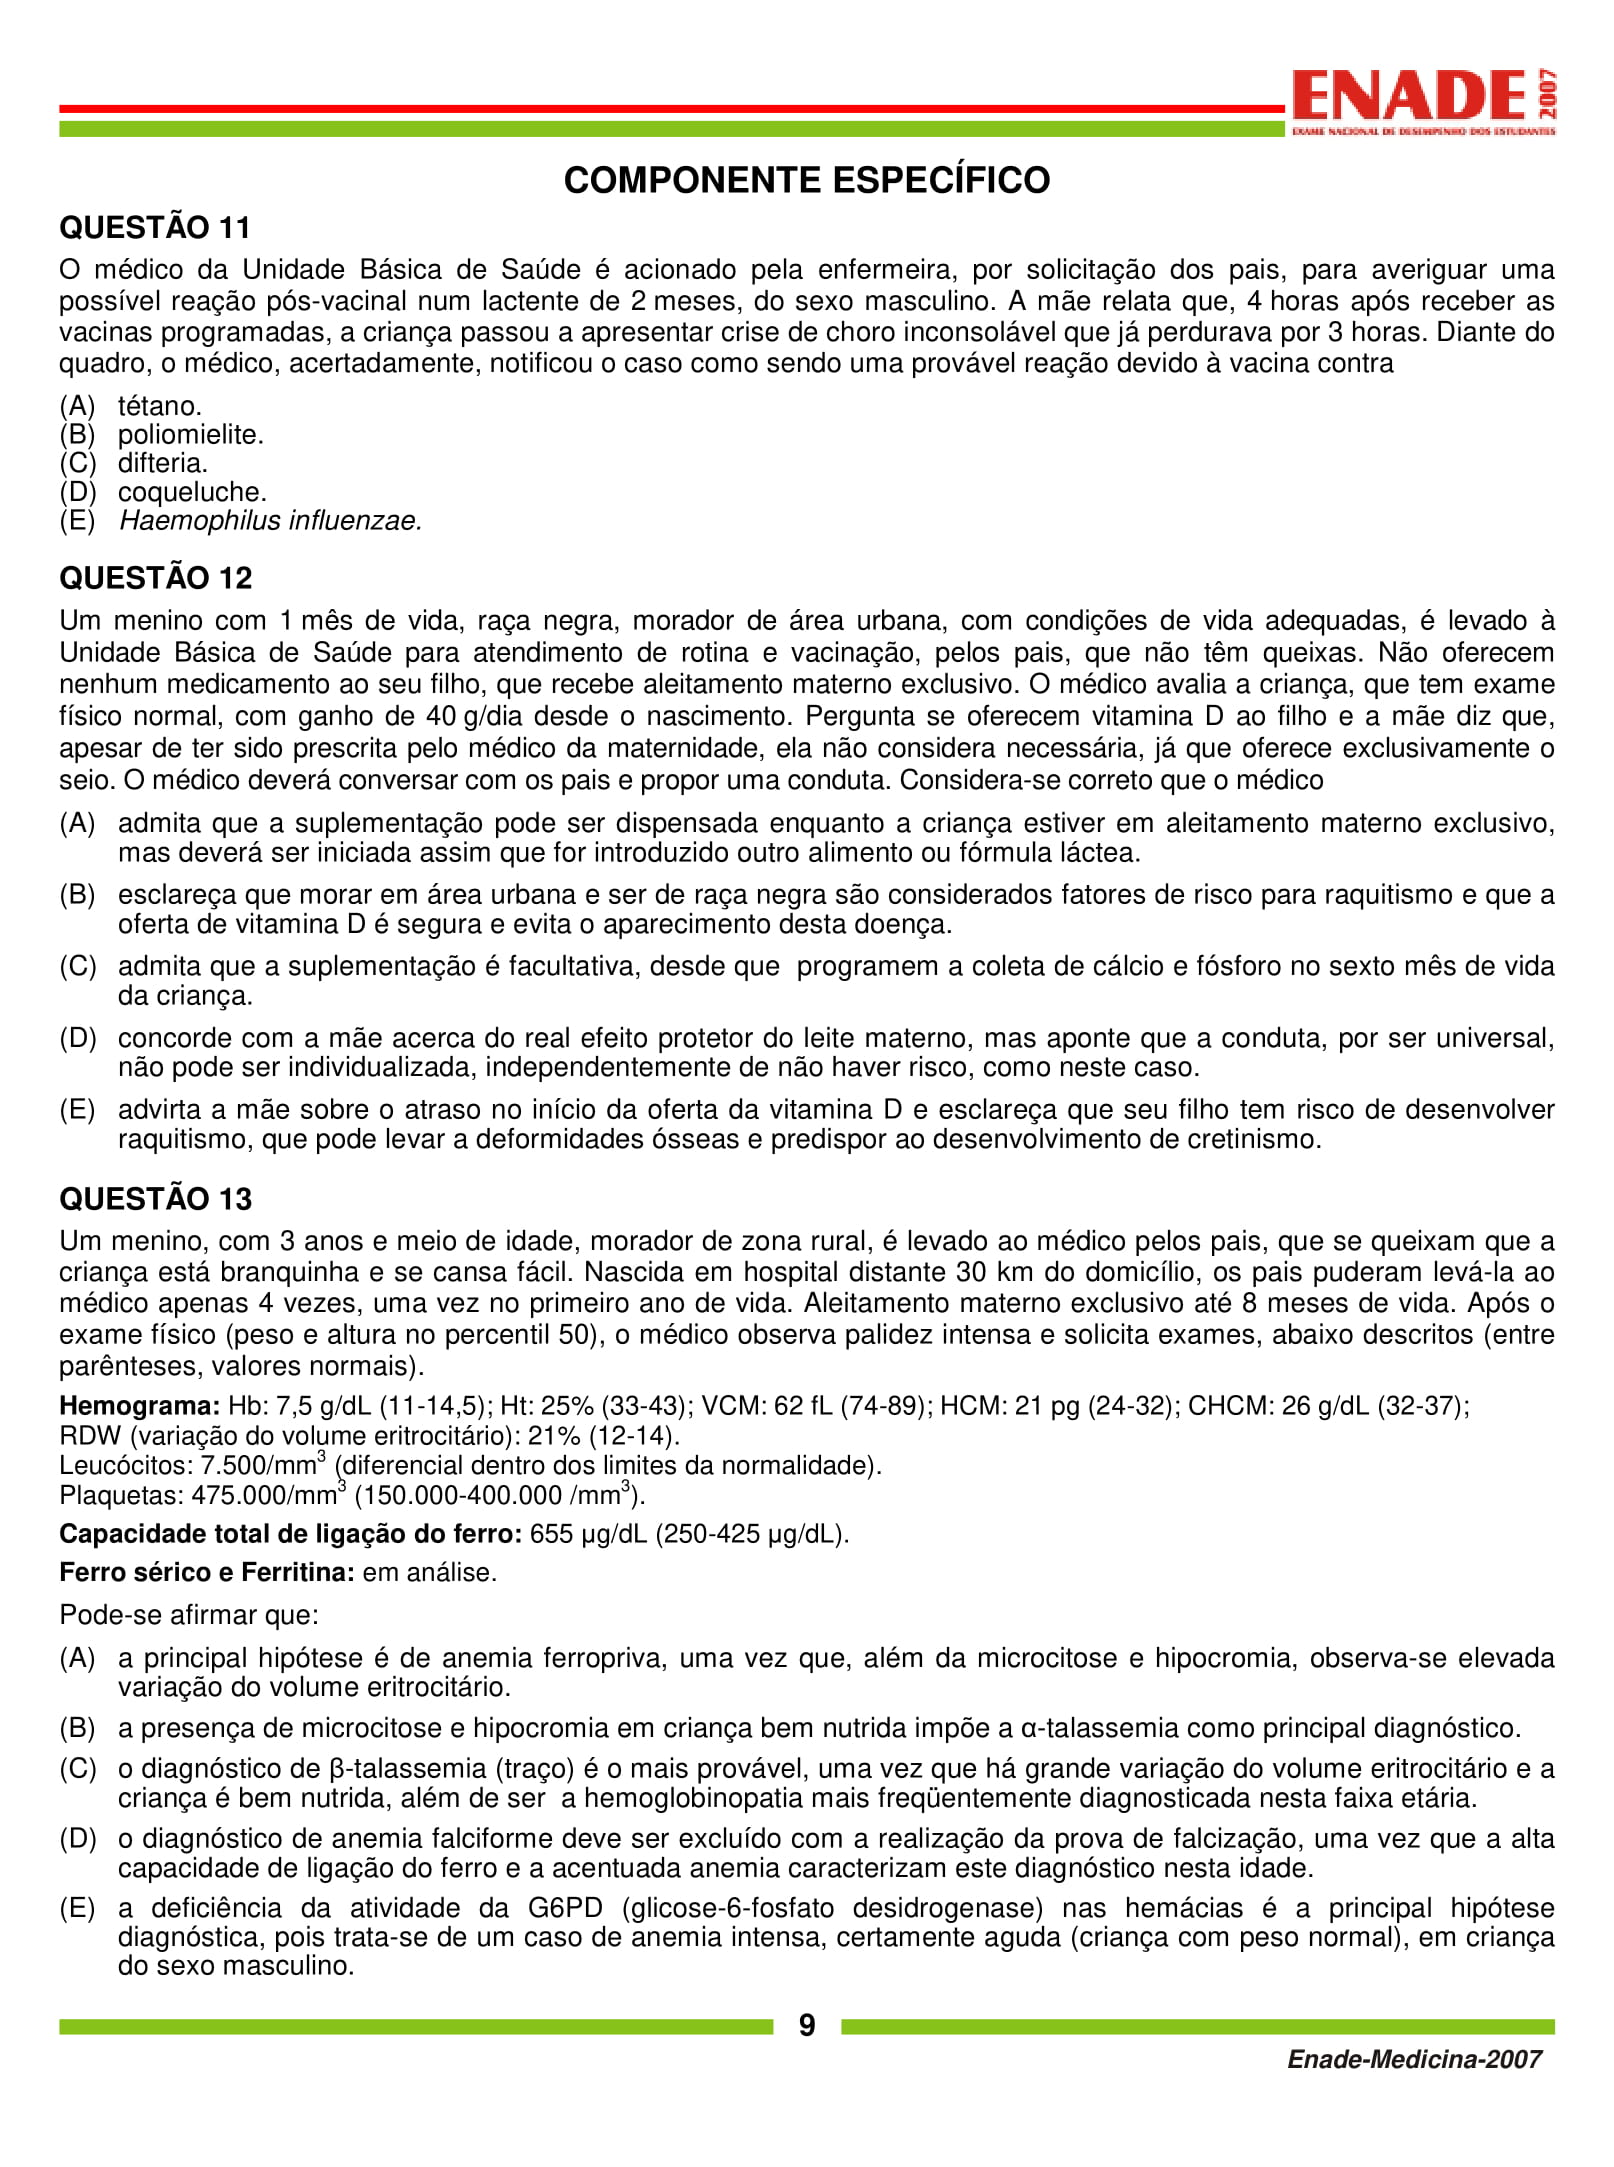 ENADE 2007
EXAME NACIONAL DE DESEMPENHO DOS ESTUDANTES
COMPONENTE ESPECÍFICO
QUESTÃO 11
O médico da Unidade Básica de Saúde é acionado pela enfermeira, por solicitação dos pais, para averiguar uma
possível reação pós-vacinal num lactente de 2 meses, do sexo masculino. A mãe relata que, 4 horas após receber as
vacinas programadas, a criança passou a apresentar crise de choro inconsolável que já perdurava por 3 horas. Diante do
quadro, o médico, acertadamente, notificou o caso como sendo uma provável reação devido à vacina contra
(A) tétano.
(B) poliomielite.
(C) difteria.
(D) coqueluche.
(E) Haemophilus influenzae.
QUESTÃO 12
Um menino com 1 mês de vida, raça negra, morador de área urbana, com condições de vida adequadas, é levado à
Unidade Básica de Saúde para atendimento de rotina e vacinação, pelos pais, que não têm queixas. Não oferecem
nenhum medicamento ao seu filho, que recebe aleitamento materno exclusivo. O médico avalia a criança, que tem exame
físico normal, com ganho de 40 g/dia desde o nascimento. Pergunta se oferecem vitamina D ao filho e a mãe diz que,
apesar de ter sido prescrita pelo médico da maternidade, ela não considera necessária, já que oferece exclusivamente o
seio. O médico deverá conversar com os pais e propor uma conduta. Considera-se correto que o médico
(A) admita que a suplementação pode ser dispensada enquanto a criança estiver em aleitamento materno exclusivo,
mas deverá ser iniciada assim que for introduzido outro alimento ou fórmula láctea.
(B) esclareça que morar em área urbana e ser de raça negra são considerados fatores de risco para raquitismo e que a
oferta de vitamina D é segura e evita o aparecimento desta doença.
(C) admita que a suplementação é facultativa, desde que programem a coleta de cálcio e fósforo no sexto mês de vida
da criança.
(D) concorde com a mãe acerca do real efeito protetor do leite materno, mas aponte que a conduta, por ser universal,
não pode ser individualizada, independentemente de não haver risco, como neste caso.
(E) advirta a mãe sobre o atraso no início da oferta da vitamina D e esclareça que seu filho tem risco de desenvolver
raquitismo, que pode levar a deformidades ósseas e predispor ao desenvolvimento de cretinismo.
QUESTÃO 13
Um menino, com 3 anos e meio de idade, morador de zona rural, é levado ao médico pelos pais, que se queixam que a
criança está branquinha e se cansa fácil. Nascida em hospital distante 30 km do domicílio, os pais puderam levá-la ao
médico apenas 4 vezes, uma vez no primeiro ano de vida. Aleitamento materno exclusivo até 8 meses de vida. Após o
exame físico (peso e altura no percentil 50), o médico observa palidez intensa e solicita exames, abaixo descritos (entre
parênteses, valores normais).
Hemograma: Hb: 7,5 g/dL (11-14,5); Ht: 25% (33-43); VCM: 62 fL (74-89); HCM: 21 pg (24-32); CHCM: 26 g/dL (32-37);
RDW (variação do volume eritrocitário): 21% (12-14).
Leucócitos: 7.500/mm³ (diferencial dentro dos limites da normalidade).
Plaquetas: 475.000/mm³ (150.000-400.000 /mm³).
Capacidade total de ligação do ferro: 655 µg/dL (250-425 µg/dL).
Ferro sérico e Ferritina: em análise.
Pode-se afirmar que:
(A) a principal hipótese é de anemia ferropriva, uma vez que, além da microcitose e hipocromia, observa-se elevada
variação do volume eritrocitário.
(B) a presença de microcitose e hipocromia em criança bem nutrida impõe a α-talassemia como principal diagnóstico.
(C) o diagnóstico de β-talassemia (traço) é o mais provável, uma vez que há grande variação do volume eritrocitário e a
criança é bem nutrida, além de ser a hemoglobinopatia mais freqüentemente diagnosticada nesta faixa etária.
(D) o diagnóstico de anemia falciforme deve ser excluído com a realização da prova de falcização, uma vez que a alta
capacidade de ligação do ferro e a acentuada anemia caracterizam este diagnóstico nesta idade.
(E) a deficiência da atividade da G6PD (glicose-6-fosfato desidrogenase) nas hemácias é a principal hipótese
diagnóstica, pois trata-se de um caso de anemia intensa, certamente aguda (criança com peso normal), em criança
do sexo masculino.
9
Enade-Medicina-2007